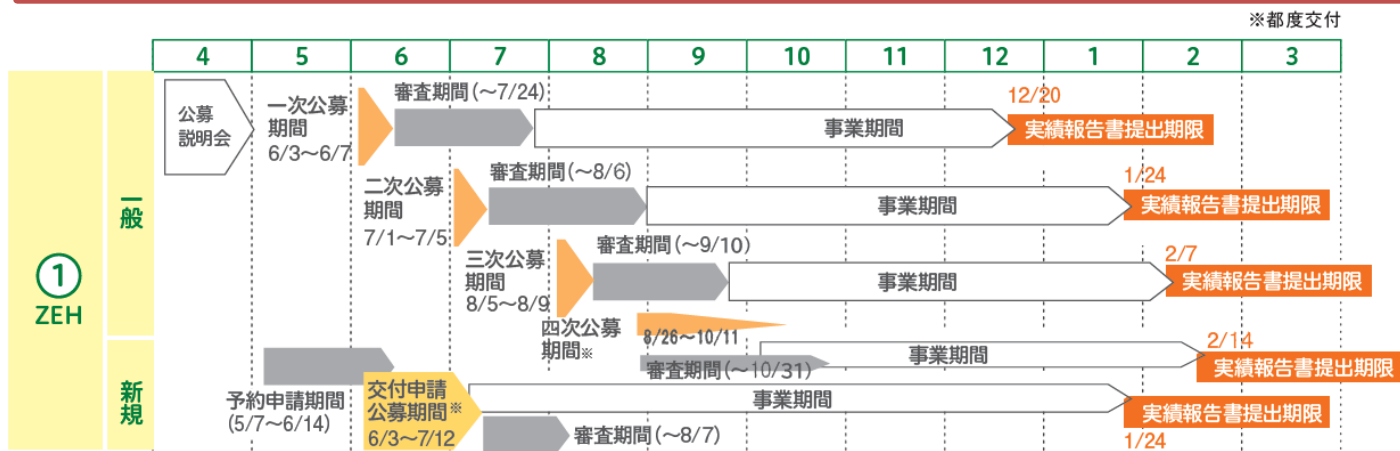 ※都度交付
4 5 6 7 8 9 10 11 12 1 2 3
① ZEH
一般
公募
説明会
一次公募
期間
6/3～6/7
審査期間(～7/24)
事業期間
12/20
実績報告書提出期限
二次公募
期間
7/1～7/5
審査期間(～8/6)
事業期間
1/24
実績報告書提出期限
三次公募
期間
8/5～8/9
審査期間(～9/10)
事業期間
2/7
実績報告書提出期限
四次公募
期間※
8/26～10/11
審査期間(～10/31)
事業期間
2/14
実績報告書提出期限
新規
予約申請期間
(5/7～6/14)
交付申請
公募期間※
6/3～7/12
審査期間(～8/7)
事業期間
実績報告書提出期限
1/24